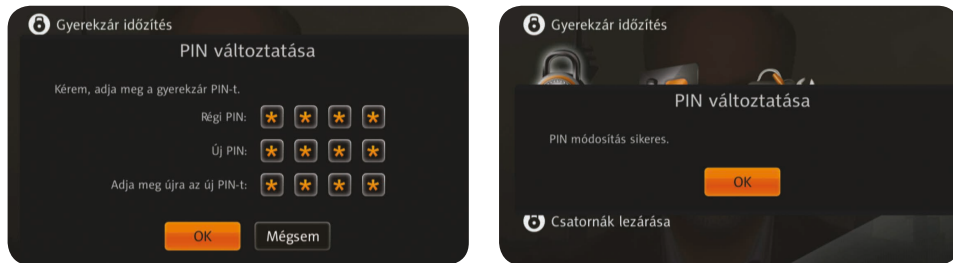 Gyerekzár időzítés
PIN változtatása
Kérem, adja meg a gyerekzár PIN-t.
Régi PIN: * * * *
Új PIN: * * * *
Adja meg újra az új PIN-t: * * * *
OK Mégsem
Gyerekzár időzítés
PIN változtatása
PIN módosítás sikeres.
OK
Csatornák lezárása